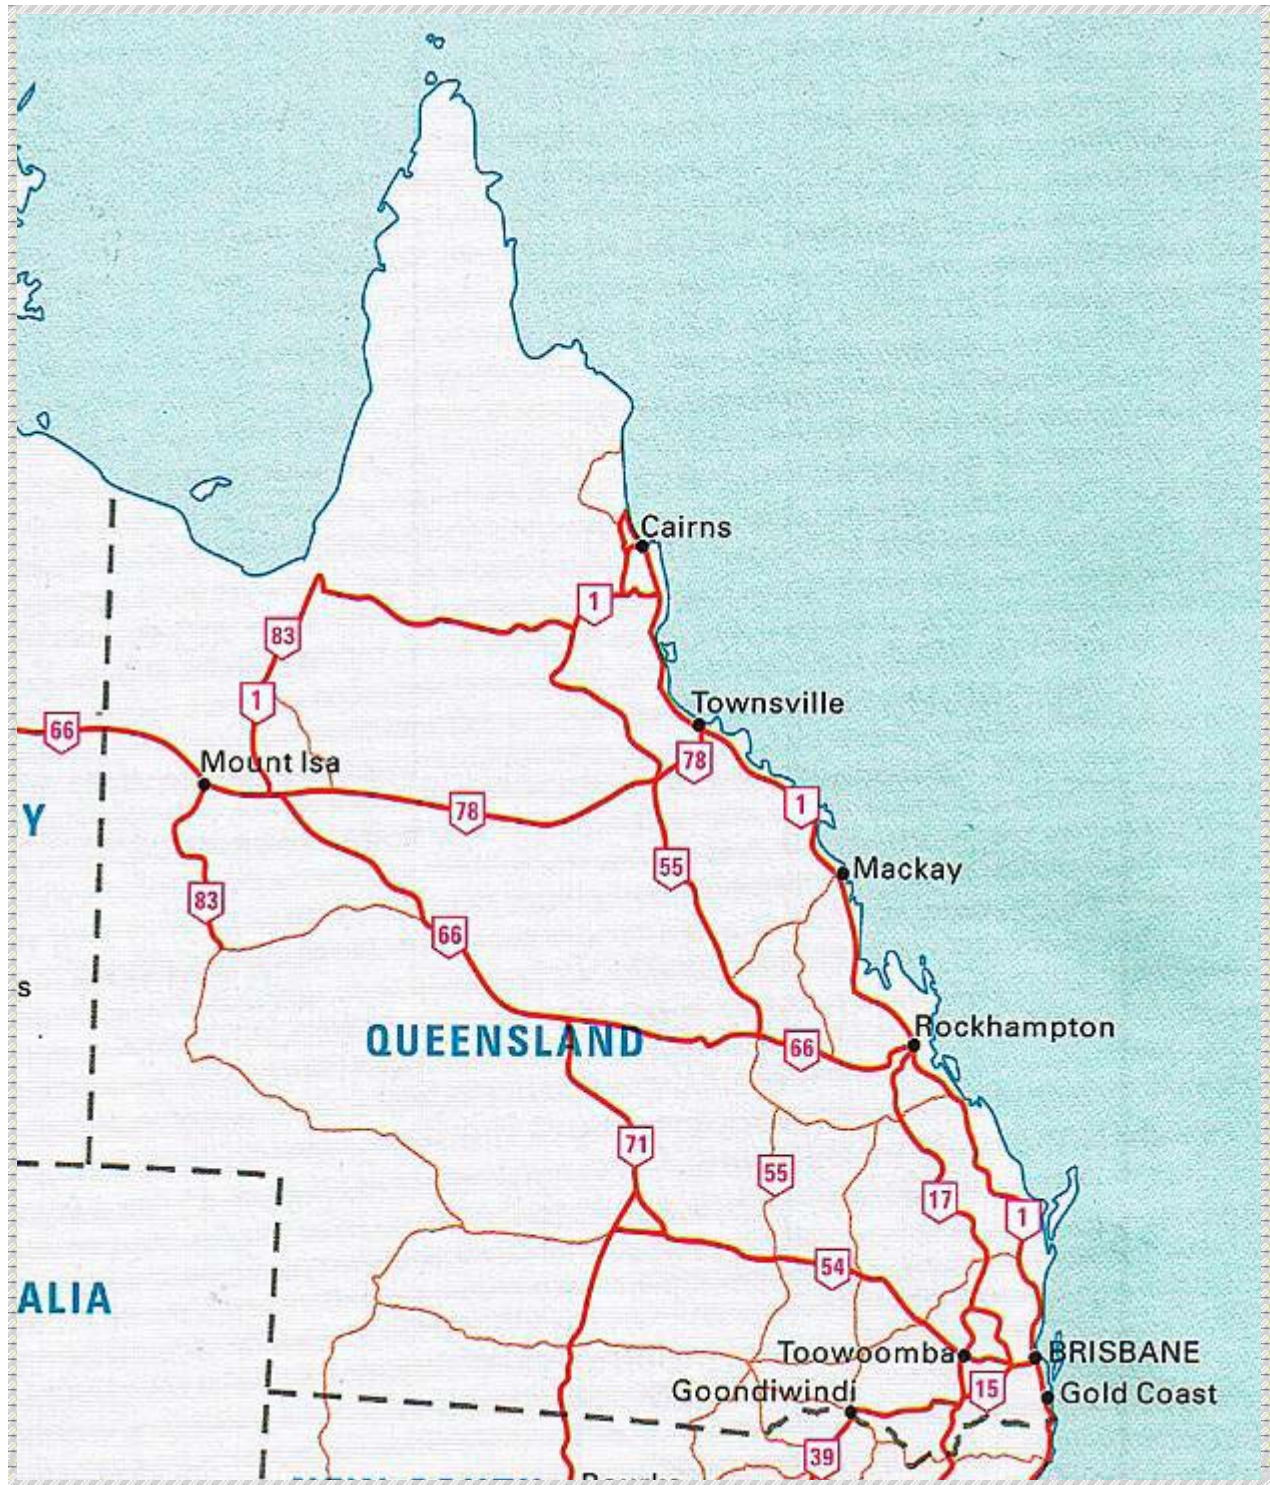 Cairns
1
83
1
Townsville
66
78
Mount Isa
1
78
Y
55
Mackay
83
66
s
Rockhampton
QUEENSLAND
66
71
55
17
1
54
ALIA
Toowoomba
BRISBANE
15
Goondiwindi
Gold Coast
39